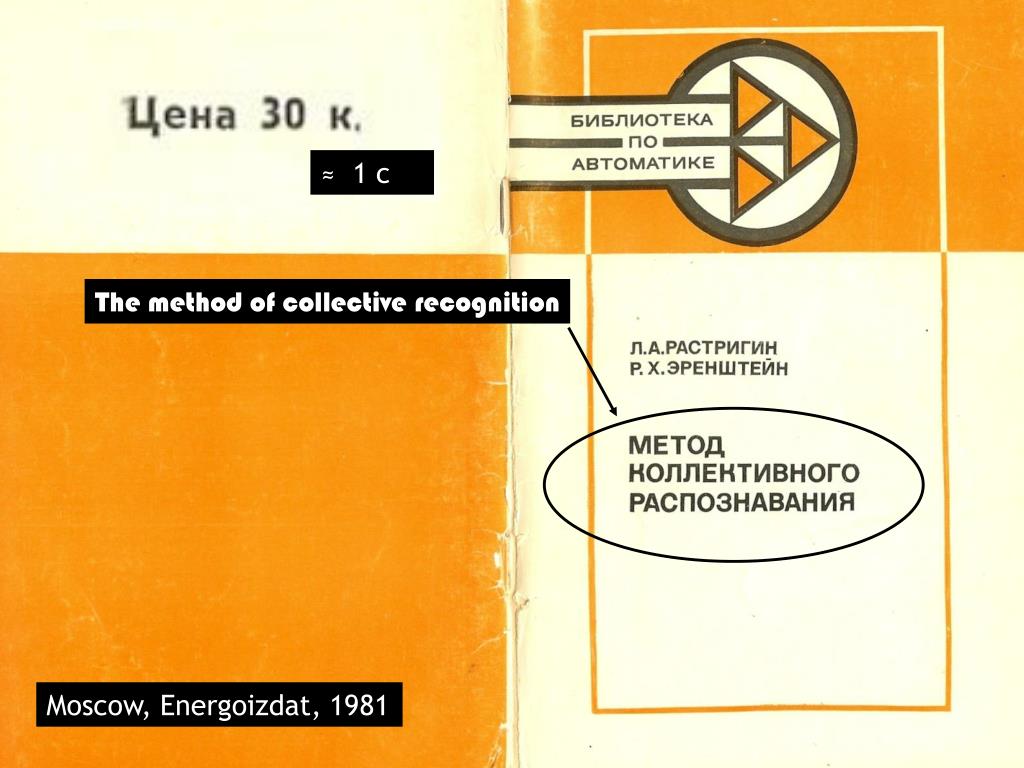 Цена 30 к.
≈ 1 c
БИБЛИОТЕКА
ПО
АВТОМАТИКЕ
The method of collective recognition
Л.А.РАСТРИГИН
Р.Х.ЭРЕНШТЕЙН
МЕТОД
КОЛЛЕКТИВНОГО
РАСПОЗНАВАНИЯ
Moscow, Energoizdat, 1981